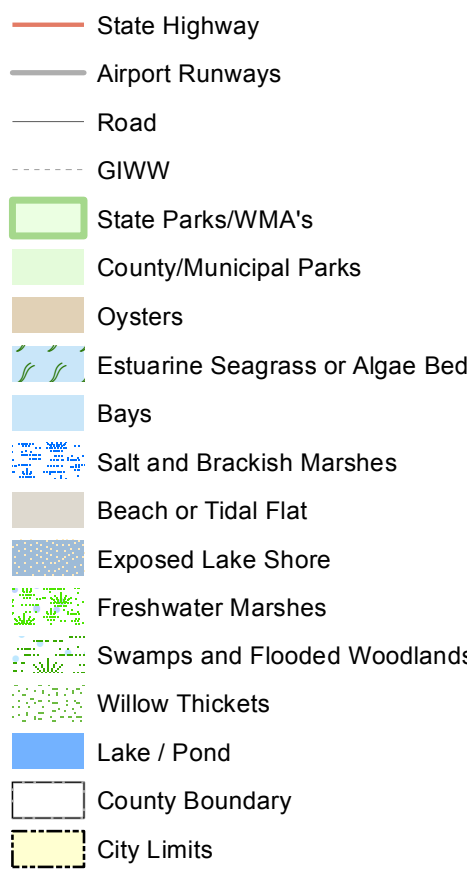 State Highway
Airport Runways
Road
GIWW
State Parks/WMA's
County/Municipal Parks
Oysters
Estuarine Seagrass or Algae Bed
Bays
Salt and Brackish Marshes
Beach or Tidal Flat
Exposed Lake Shore
Freshwater Marshes
Swamps and Flooded Woodlands
Willow Thickets
Lake / Pond
County Boundary
City Limits